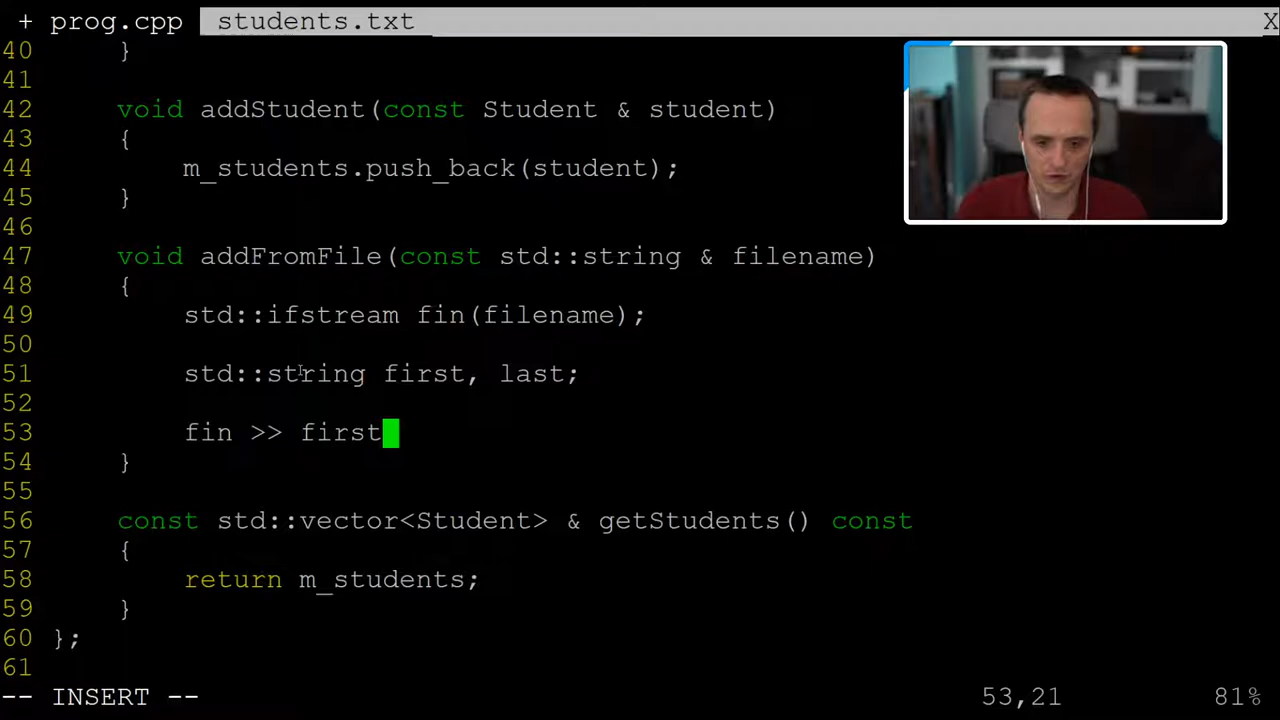 + prog.cpp students.txt X
40 }
41
42 void addStudent(const Student & student)
43 {
44 m_students.push_back(student);
45 }
46
47 void addFromFile(const std::string & filename)
48 {
49 std::ifstream fin(filename);
50
51 std::string first, last;
52
53 fin >> first
54 }
55
56 const std::vector<Student> & getStudents() const
57 {
58 return m_students;
59 }
60 };
61
-- INSERT -- 53,21 81%